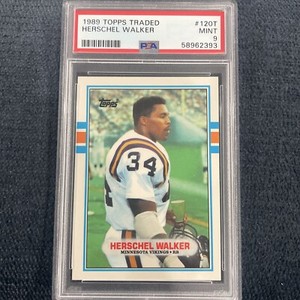 1989 TOPPS TRADED #120T
HERSCHEL WALKER MINT
9
PSA 58962393
Topps
34
HERSCHEL WALKER
MINNESOTA VIKINGS • RB